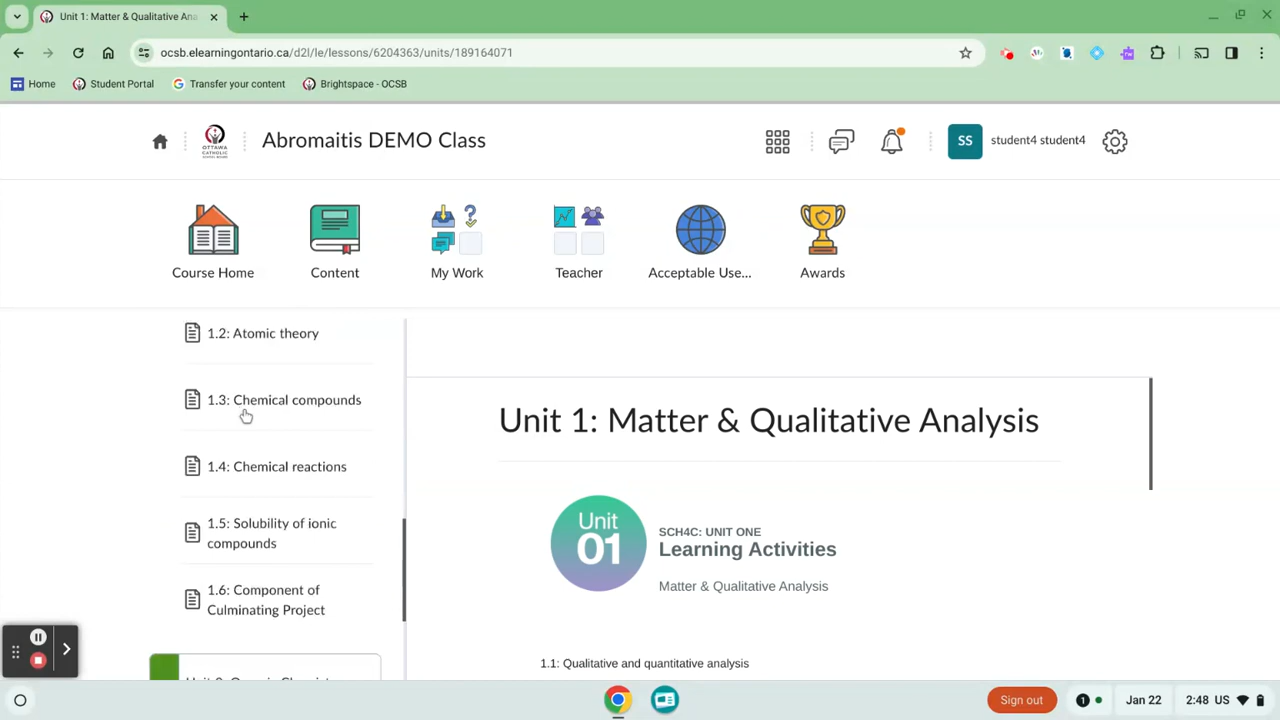 Unit 1: Matter & Qualitative Ana
ocsb.elearningontario.ca/d2l/le/lessons/6204363/units/189164071
Home
Student Portal
Transfer your content
Brightspace - OCSB
OTTAWA
CATHOLIC
Abromaitis DEMO Class
SS
student4 student4
Course Home
Content
My Work
Teacher
Acceptable Use...
Awards
1.2: Atomic theory
1.3: Chemical compounds
1.4: Chemical reactions
1.5: Solubility of ionic
compounds
1.6: Component of
Culminating Project
Unit 1: Matter & Qualitative Analysis
Unit
01
SCH4C: UNIT ONE
Learning Activities
Matter & Qualitative Analysis
1.1: Qualitative and quantitative analysis
Sign out
1
Jan 22
2:48 US